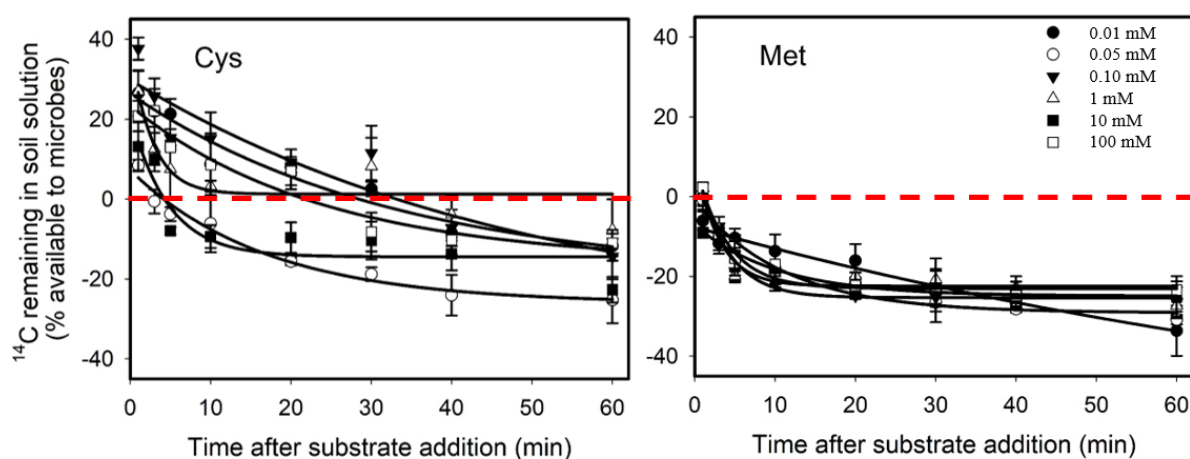 ¹⁴C remaining in soil solution
(% available to microbes)
40
20
0
-20
-40
Cys
0 10 20 30 40 50 60
Time after substrate addition (min)
40
20
0
-20
-40
Met
0.01 mM
0.05 mM
0.10 mM
1 mM
10 mM
100 mM
0 10 20 30 40 50 60
Time after substrate addition (min)